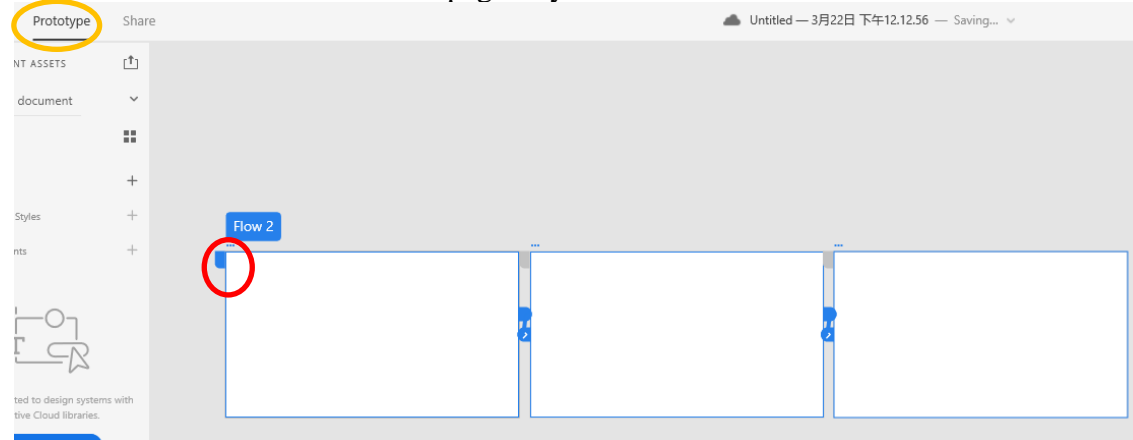 Prototype Share
Untitled — 3月22日 下午12.12.56 — Saving...
NT ASSETS
document
Styles
nts
Flow 2
ted to design systems with
tive Cloud libraries.